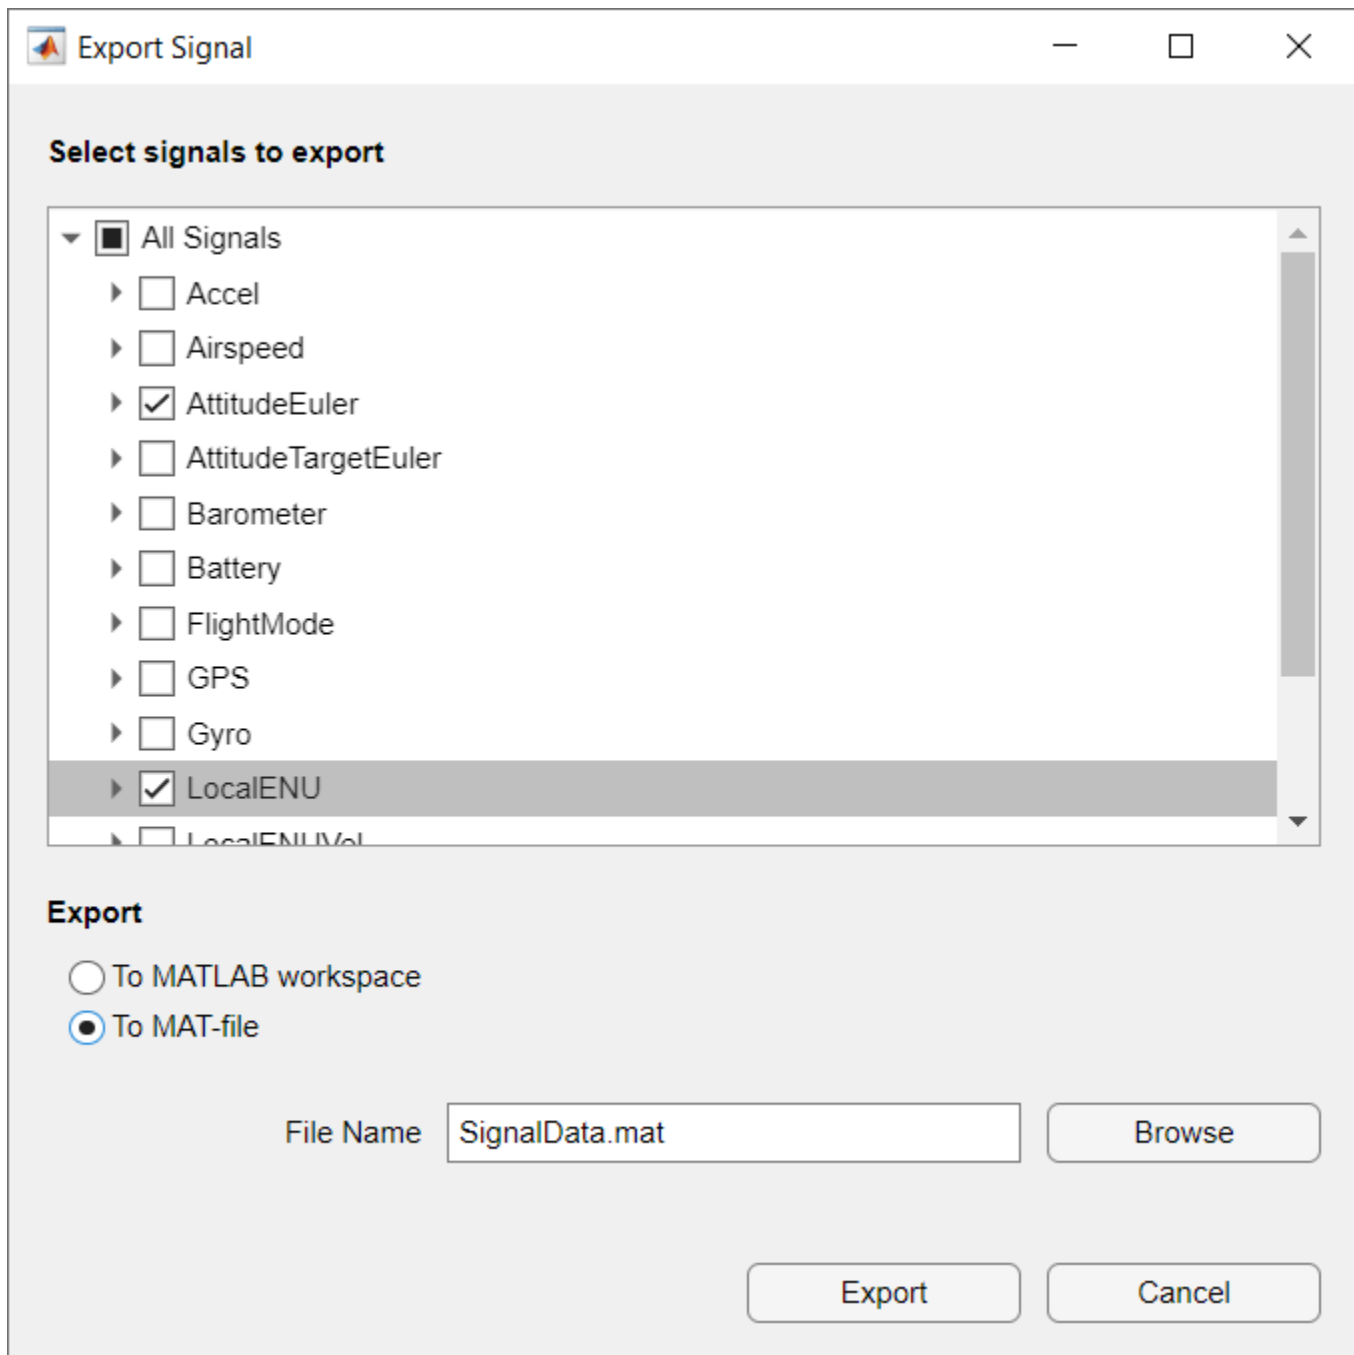 Export Signal
Select signals to export
All Signals
Accel
Airspeed
AttitudeEuler
AttitudeTargetEuler
Barometer
Battery
FlightMode
GPS
Gyro
LocalENU
LocalENUVel
Export
To MATLAB workspace
To MAT-file
File Name SignalData.mat Browse
Export Cancel